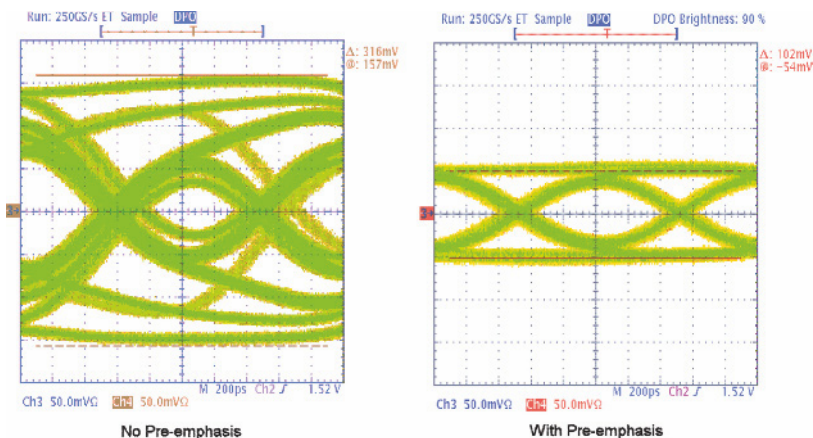 Run: 250GS/s ET Sample DPO
Δ: 316mV
@: 157mV
3+
M 200ps Ch2 ∫ 1.52 V
Ch3 50.0mVΩ Ch4 50.0mVΩ
No Pre-emphasis
Run: 250GS/s ET Sample DPO DPO Brightness: 90 %
Δ: 102mV
@: -54mV
3+
M 200ps Ch2 ∫ 1.52 V
Ch3 50.0mVΩ Ch4 50.0mVΩ
With Pre-emphasis